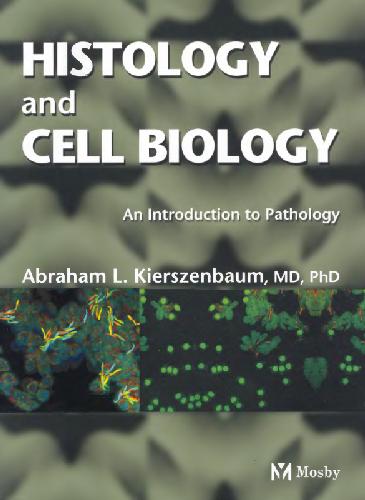 HISTOLOGY
and
CELL BIOLOGY
An Introduction to Pathology
Abraham L. Kierszenbaum, MD, PhD
M Mosby